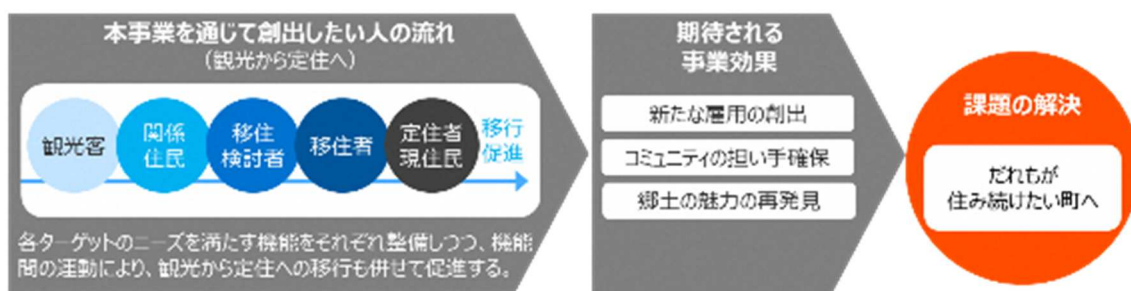 本事業を通じて創出したい人の流れ
(観光から定住へ)
観光客
関係
住民
移住
検討者
移住者
定住者
現住民
移行
促進
各ターゲットのニーズを満たす機能をそれぞれ整備しつつ、機能
間の連動により、観光から定住への移行も併せて促進する。
期待される
事業効果
新たな雇用の創出
コミュニティの担い手確保
郷土の魅力の再発見
課題の解決
だれもが
住み続けたい町へ